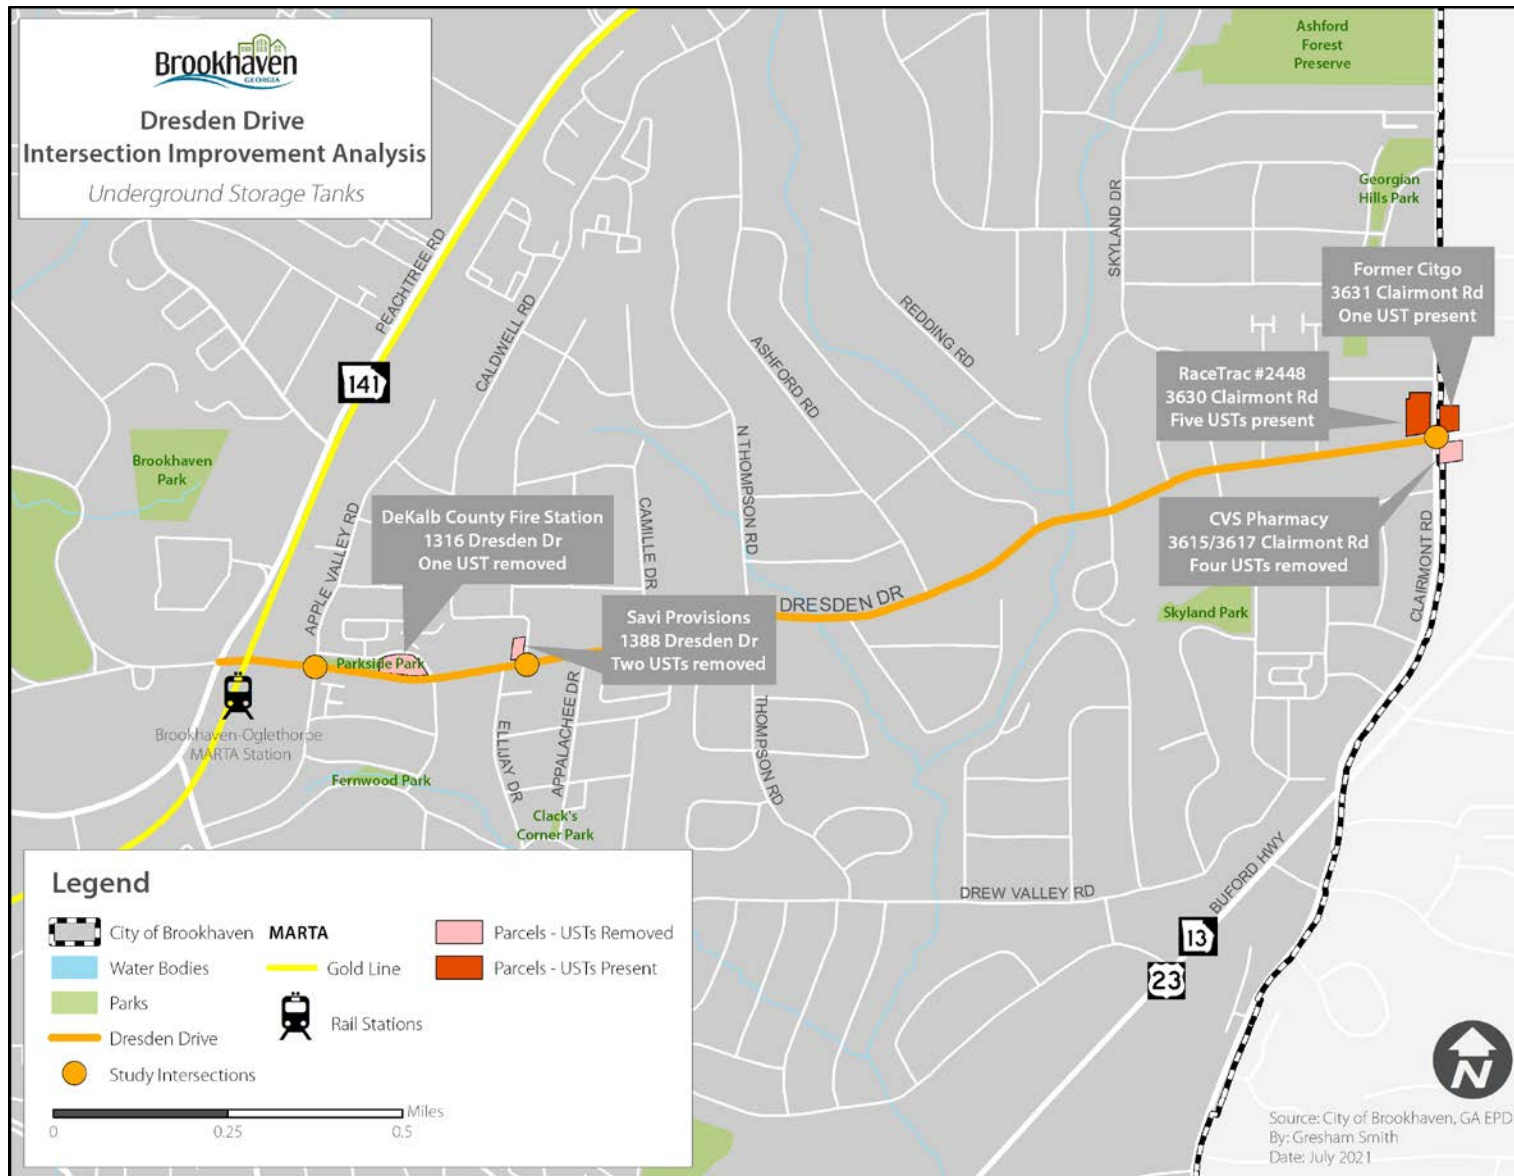 Brookhaven
GEORGIA
Dresden Drive
Intersection Improvement Analysis
Underground Storage Tanks
Ashford
Forest
Preserve
Georgian
Hills Park
SKYLAND DR
PEACHTREE RD
141
CALDWELL RD
REDDING RD
ASHFORD RD
N THOMPSON RD
Former Citgo
3631 Clairmont Rd
One UST present
RaceTrac #2448
3630 Clairmont Rd
Five USTs present
Brookhaven
Park
APPLE VALLEY RD
DeKalb County Fire Station
1316 Dresden Dr
One UST removed
CAMILLE DR
CVS Pharmacy
3615/3617 Clairmont Rd
Four USTs removed
CLAIRMONT RD
DRESDEN DR
Skyland Park
Savi Provisions
1388 Dresden Dr
Two USTs removed
Parkside Park
Brookhaven-Oglethorpe
MARTA Station
ELLIJAY DR
APPALACHEE DR
THOMPSON RD
Fernwood Park
Clack's
Corner Park
DREW VALLEY RD
BUFORD HWY
13
23
Legend
City of Brookhaven
Water Bodies
Parks
Dresden Drive
Study Intersections
MARTA
Gold Line
Rail Stations
Parcels - USTs Removed
Parcels - USTs Present
Miles
0 0.25 0.5
N
Source: City of Brookhaven, GA EPD
By: Gresham Smith
Date: July 2021